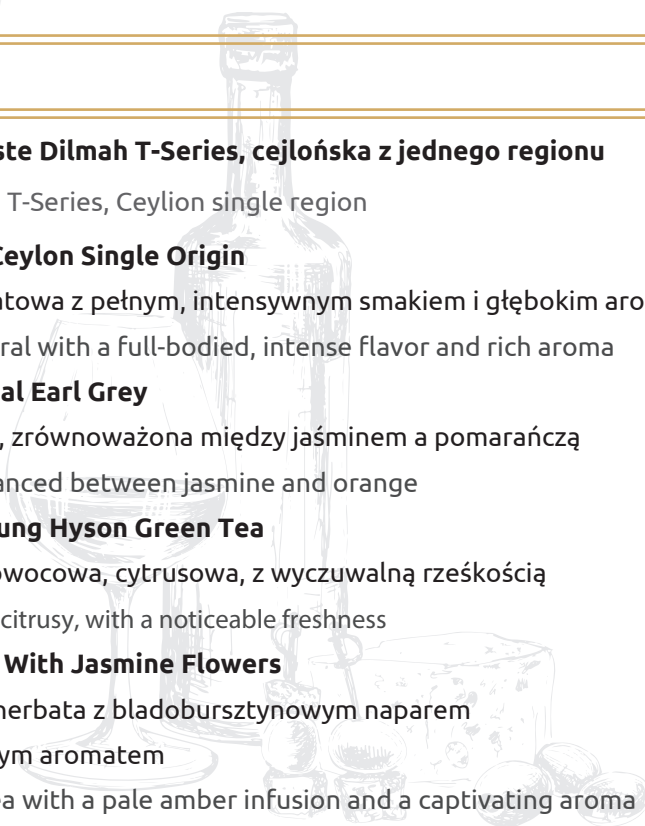 ste Dilmah T-Series, cejlońska z jednego regionu
T-Series, Ceylion single region
Ceylon Single Origin
atowa z pełnym, intensywnym smakiem i głębokim aro
ral with a full-bodied, intense flavor and rich aroma
al Earl Grey
, zrównoważona między jaśminem a pomarańczą
anced between jasmine and orange
ung Hyson Green Tea
owocowa, cytrusowa, z wyczuwalną rześkością
citrusy, with a noticeable freshness
With Jasmine Flowers
herbata z bladobursztynowym naparem
ym aromatem
a with a pale amber infusion and a captivating aroma